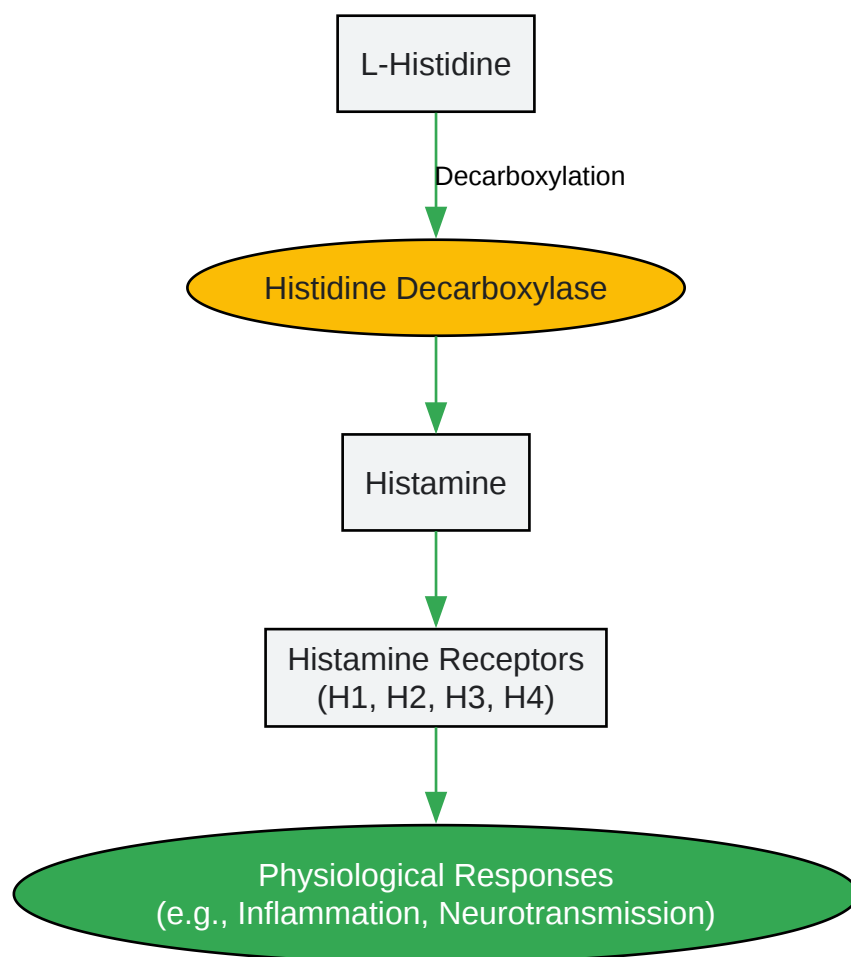 L-Histidine
Decarboxylation
Histidine Decarboxylase
Histamine
Histamine Receptors
(H1, H2, H3, H4)
Physiological Responses
(e.g., Inflammation, Neurotransmission)